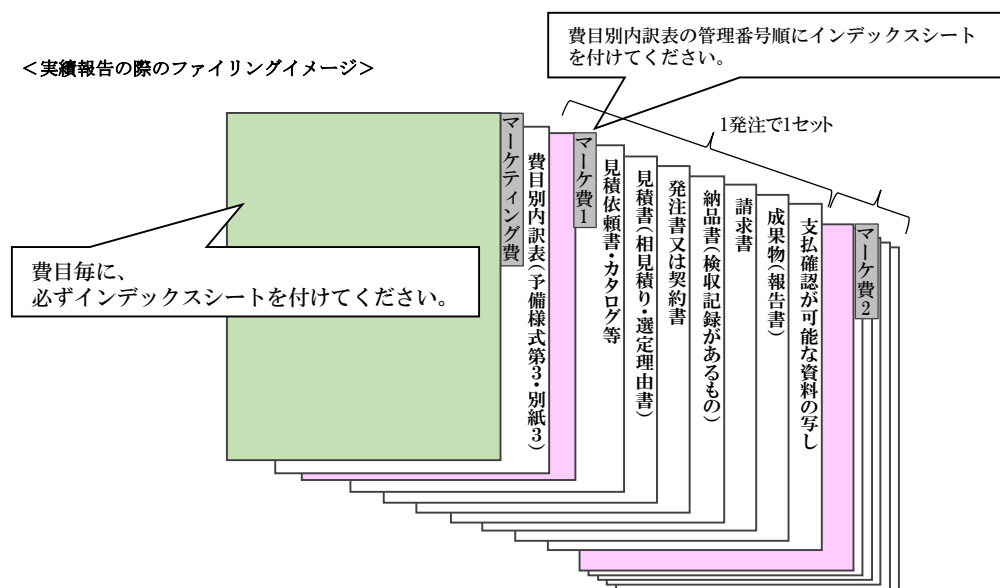 費目別内訳表の管理番号順にインデックスシート
を付けてください。
＜実績報告の際のファイリングイメージ＞
1発注で1セット
費目毎に、
必ずインデックスシートを付けてください。
マーケティング費
費目別内訳表（予備様式第3・別紙3）
マーケ費1
見積依頼書・カタログ等
見積書（相見積り・選定理由書）
発注書又は契約書
納品書（検収記録があるもの）
請求書
成果物（報告書）
支払確認が可能な資料の写し
マーケ費2